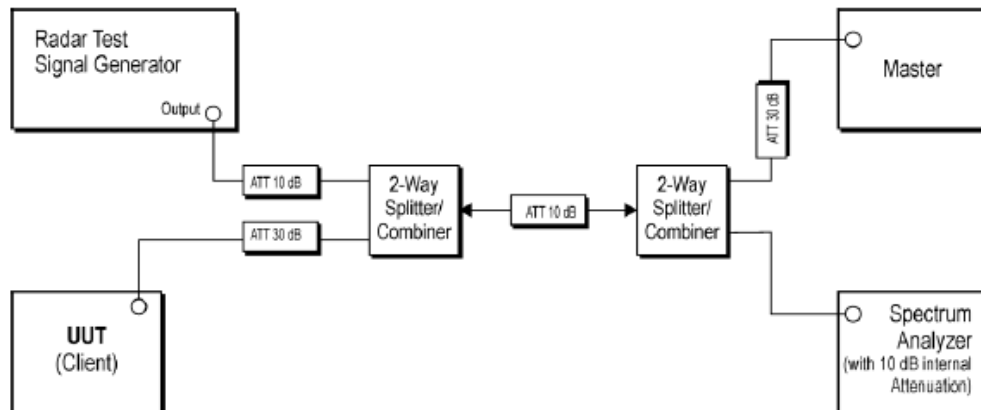 Radar Test
Signal Generator
Output
ATT 10 dB
2-Way
Splitter/
Combiner
ATT 30 dB
UUT
(Client)
ATT 10 dB
2-Way
Splitter/
Combiner
ATT 30 dB
Master
Spectrum
Analyzer
(with 10 dB internal
Attenuation)